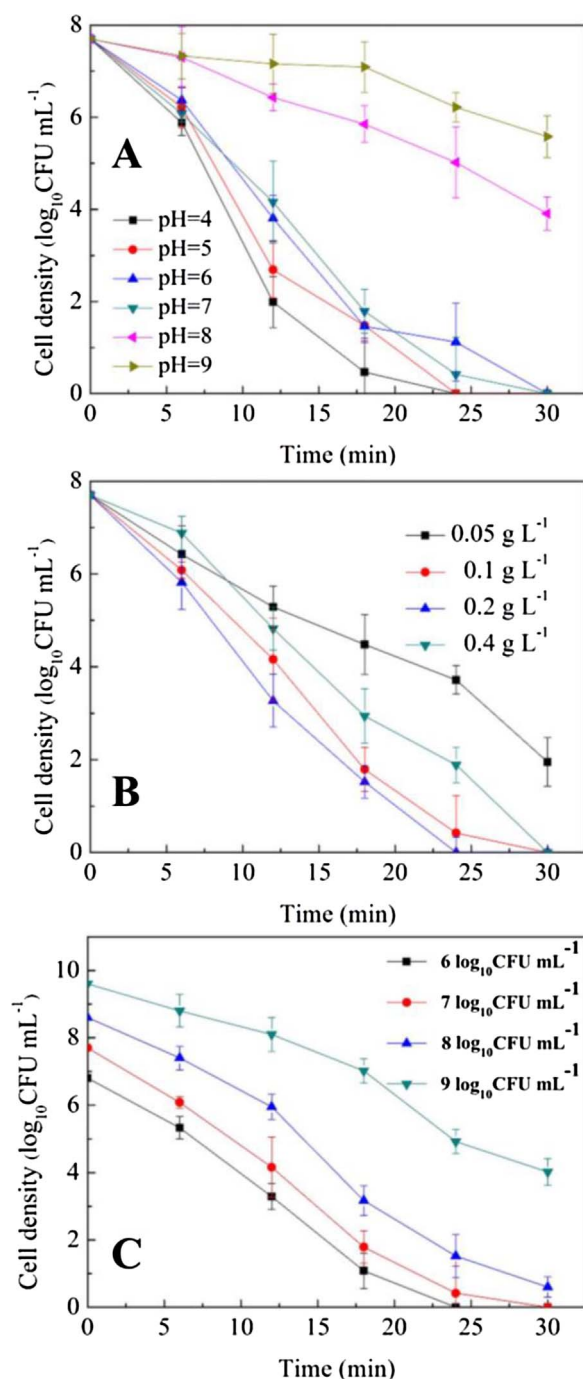 8
6
4
2
0
A
pH=4
pH=5
pH=6
pH=7
pH=8
pH=9
Cell density (log₁₀CFU mL⁻¹)
0 5 10 15 20 25 30
Time (min)
8
6
4
2
0
0.05 g L⁻¹
0.1 g L⁻¹
0.2 g L⁻¹
0.4 g L⁻¹
B
Cell density (log₁₀CFU mL⁻¹)
0 5 10 15 20 25 30
Time (min)
10
8
6
4
2
0
6 log₁₀CFU mL⁻¹
7 log₁₀CFU mL⁻¹
8 log₁₀CFU mL⁻¹
9 log₁₀CFU mL⁻¹
C
Cell density (log₁₀CFU mL⁻¹)
0 5 10 15 20 25 30
Time (min)